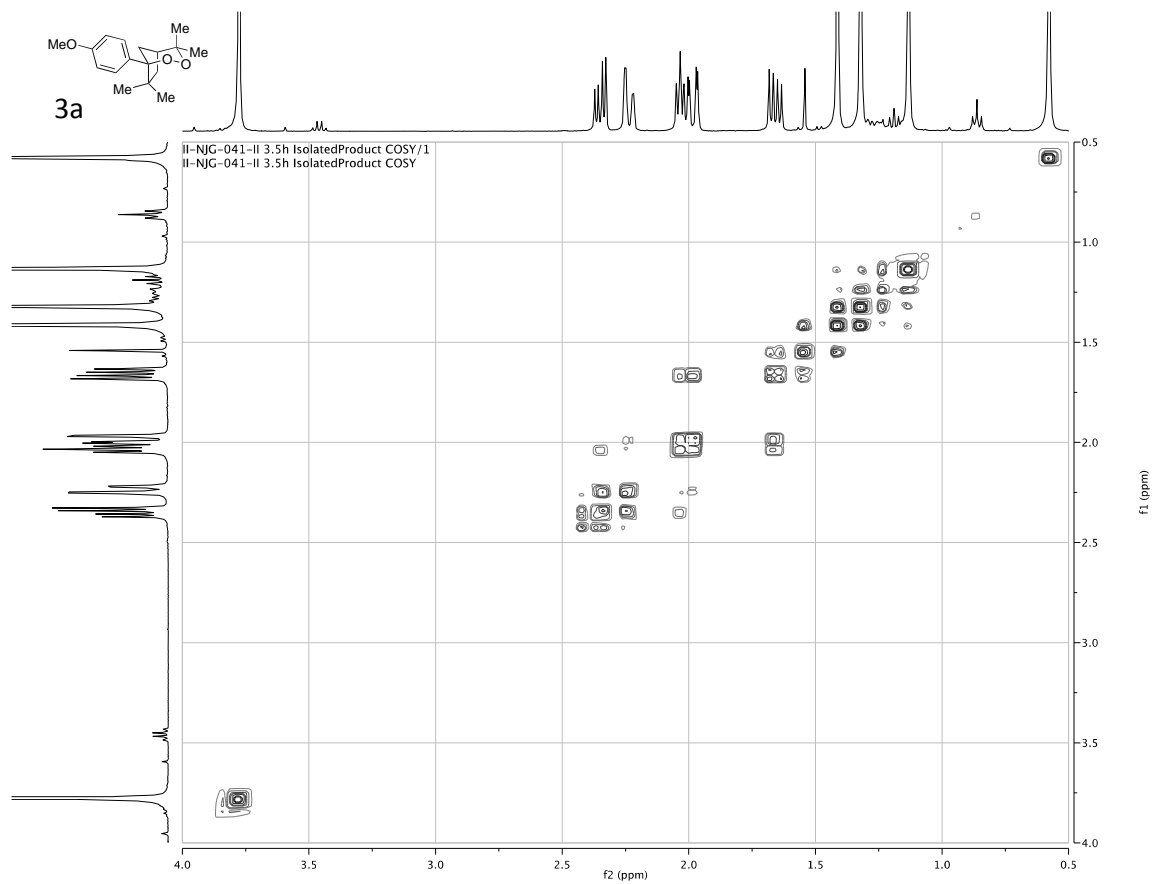 Me
MeO
Me
O
O
Me
Me
3a
II-NJG-041-II 3.5h IsolatedProduct COSY/1
II-NJG-041-II 3.5h IsolatedProduct COSY
0.5
1.0
1.5
2.0
2.5
3.0
3.5
4.0
f1 (ppm)
4.0 3.5 3.0 2.5 2.0 1.5 1.0 0.5
f2 (ppm)